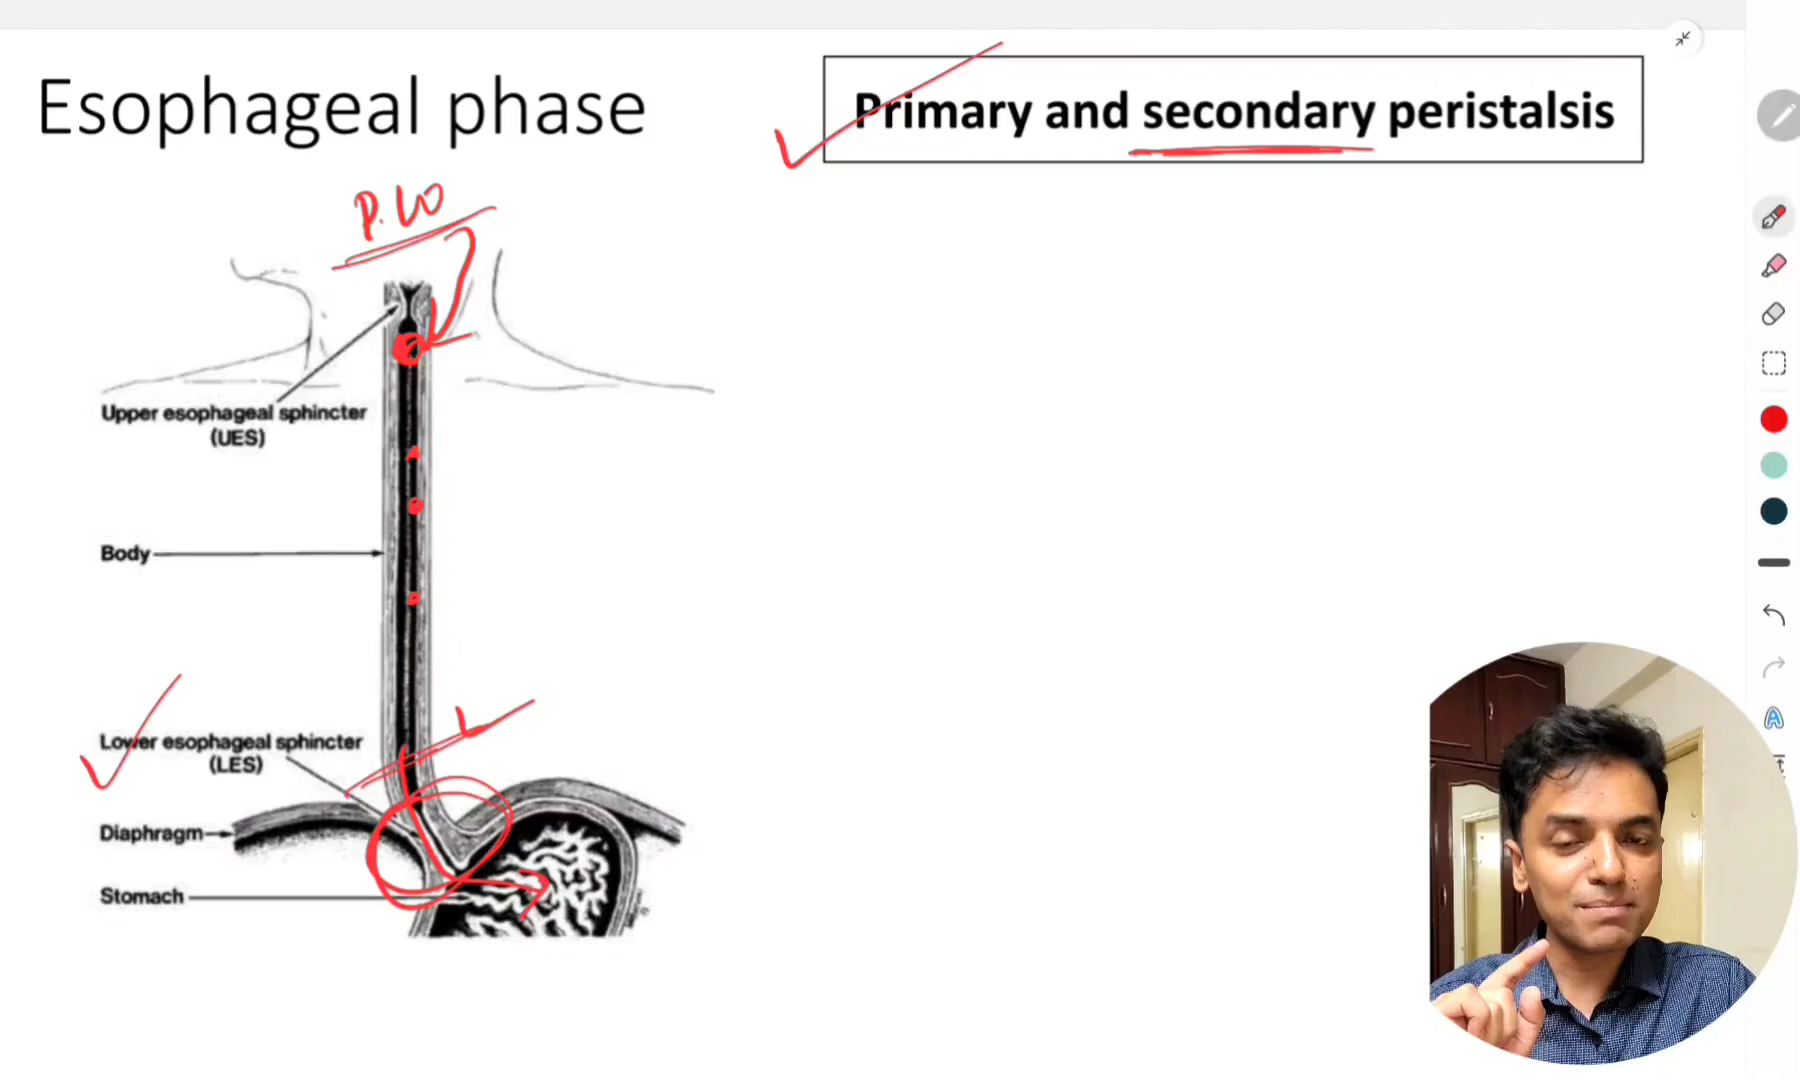 Esophageal phase
Primary and secondary peristalsis
P.W
Upper esophageal sphincter
(UES)
Body
Lower esophageal sphincter
(LES)
Diaphragm
Stomach